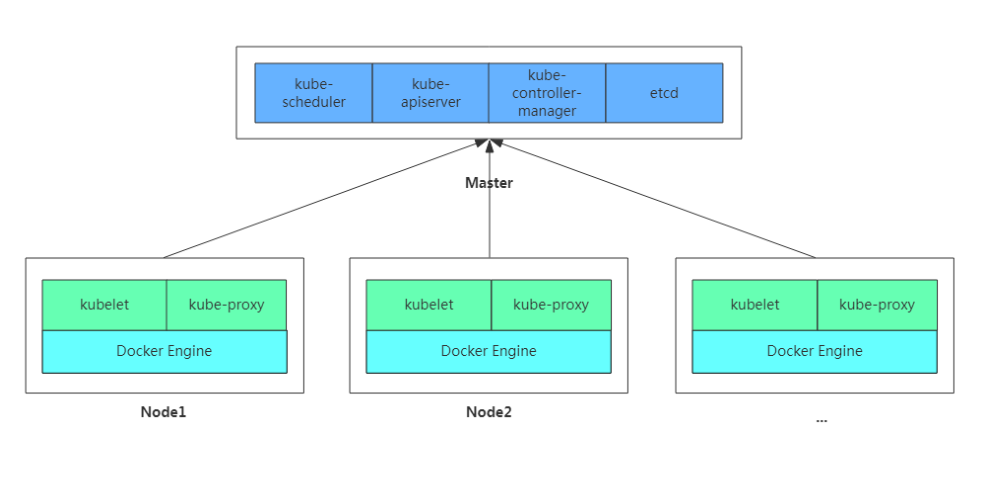 kube-
scheduler
kube-
apiserver
kube-
controller-
manager
etcd
Master
kubelet
kube-proxy
Docker Engine
Node1
kubelet
kube-proxy
Docker Engine
Node2
kubelet
kube-proxy
Docker Engine
...